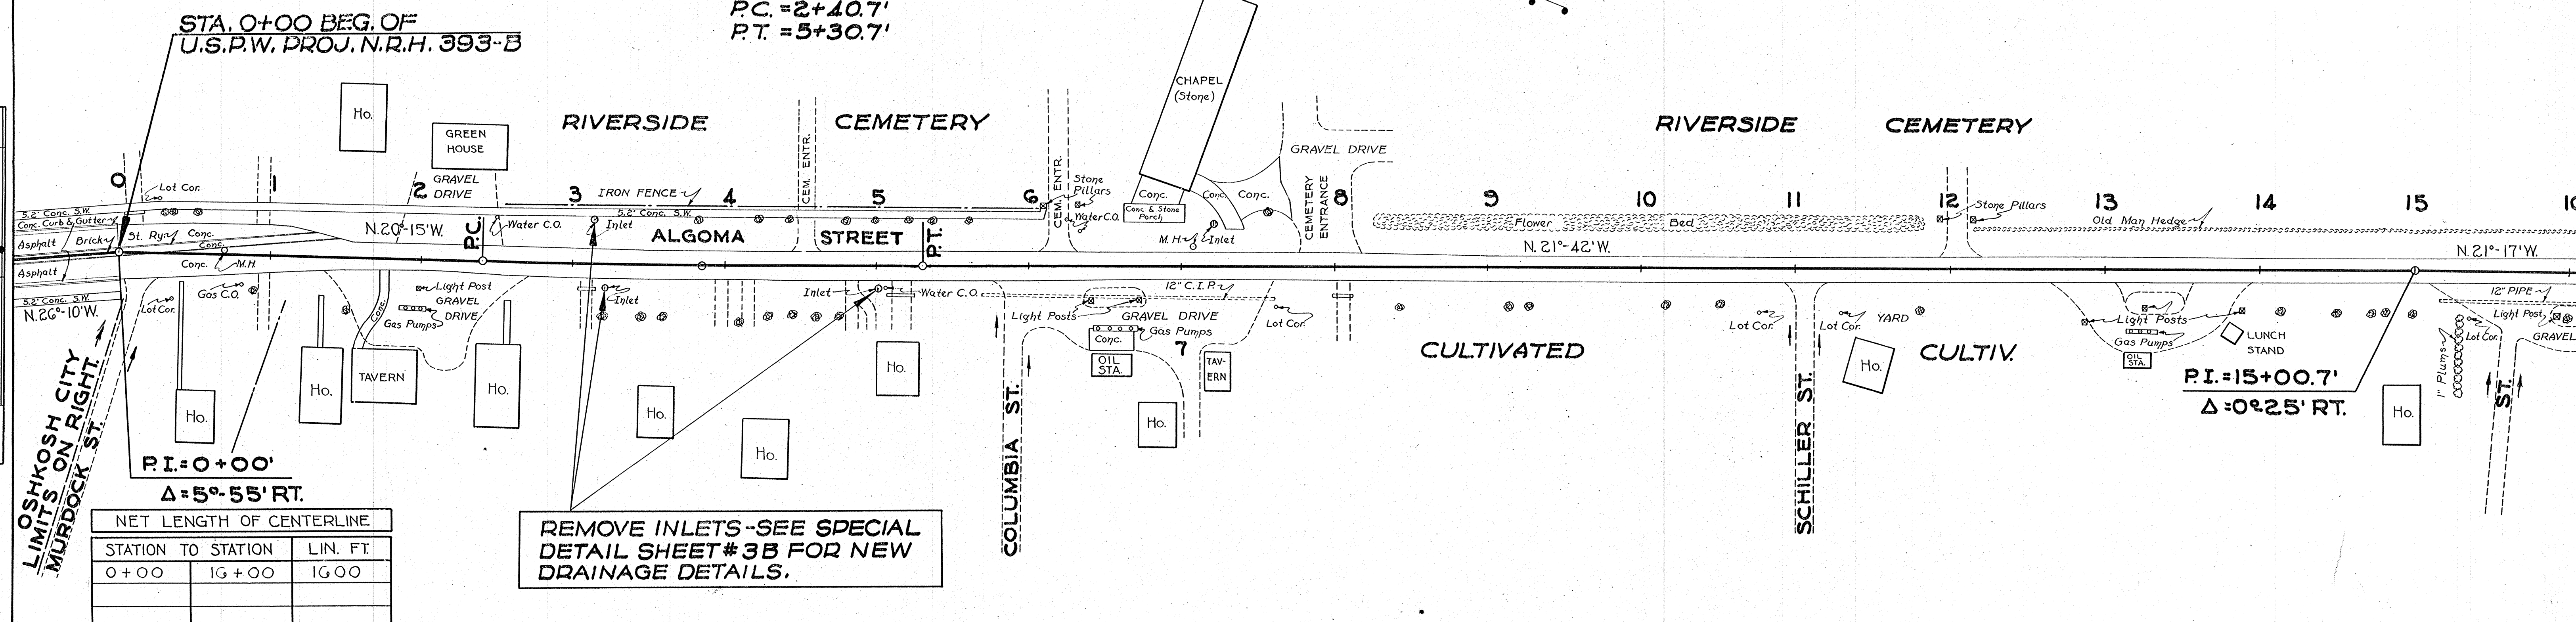 STA. 0+00 BEG. OF
U.S.P.W. PROJ. N.R.H. 393-B
P.C. = 2+40.7'
P.T. = 5+30.7'
CHAPEL
(Stone)
Ho.
GREEN
HOUSE
RIVERSIDE CEMETERY
RIVERSIDE CEMETERY
GRAVEL DRIVE
CEM. ENTR.
CEM. ENTR.
CEMETERY
ENTRANCE
GRAVEL
DRIVE
0 1 2 3 4 5 6 8 9 10 11 12 13 14 15
Lot Cor.
IRON FENCE
Stone
Pillars
Water C.O.
Conc.
Conc.
Conc.
Conc & Stone
Porch
Stone Pillars
Old Man Hedge
Flower Bed
5.2' Conc. S.W.
Conc. Curb & Gutter
5.2' Conc. S.W.
Asphalt
Brick
St. Ry.
Conc.
Conc.
N.20°-15'W.
P.C.
Water C.O.
Inlet
ALGOMA STREET
P.T.
M.H.
Inlet
N.21°-42'W.
N.21°-17'W.
Asphalt
Conc.
M.H.
5.2' Conc. S.W.
N.26°-10'W.
Lot Cor.
Gas C.O.
Conc.
Light Post
GRAVEL
DRIVE
Gas Pumps
Inlet
Inlet
Water C.O.
12" C.I.P.
Light Posts
GRAVEL DRIVE
Gas Pumps
Conc.
7
OIL
STA.
TAV-
ERN
Lot Cor.
Lot Cor.
Lot Cor.
YARD
Light Posts
Gas Pumps
OIL
STA.
LUNCH
STAND
12" PIPE
Light Post
Lot Cor.
GRAVEL
1" Plums
CULTIVATED
CULTIV.
Ho.
Ho.
TAVERN
Ho.
Ho.
Ho.
Ho.
Ho.
Ho.
Ho.
OSHKOSH CITY
LIMITS ON RIGHT.
MURDOCK ST.
COLUMBIA ST.
SCHILLER ST.
ST.
P.I.=0+00'
Δ=5°-55' RT.
P.I.=15+00.7'
Δ=0°25' RT.
REMOVE INLETS-SEE SPECIAL
DETAIL SHEET #3B FOR NEW
DRAINAGE DETAILS.
NET LENGTH OF CENTERLINE
STATION TO STATION LIN. FT.
0+00 16+00 1600